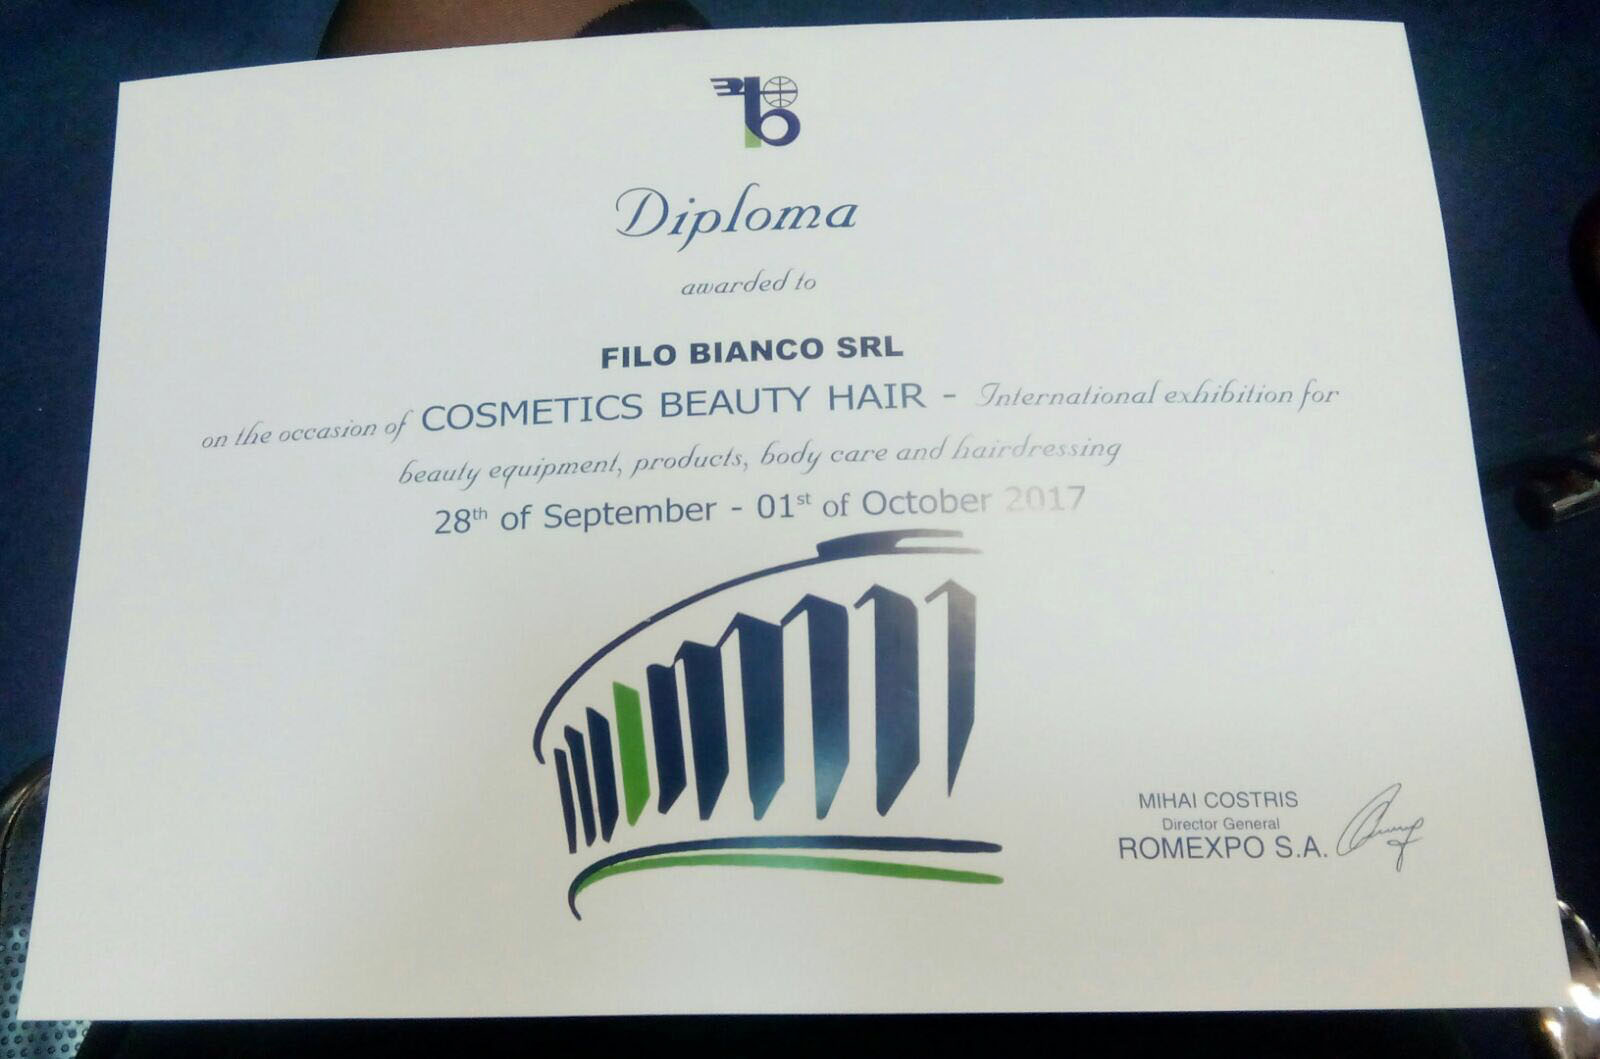 Diploma
awarded to
FILO BIANCO SRL
on the occasion of COSMETICS BEAUTY HAIR - International exhibition for
beauty equipment, products, body care and hairdressing
28th of September - 01st of October 2017
MIHAI COSTRIS
Director General
ROMEXPO S.A.